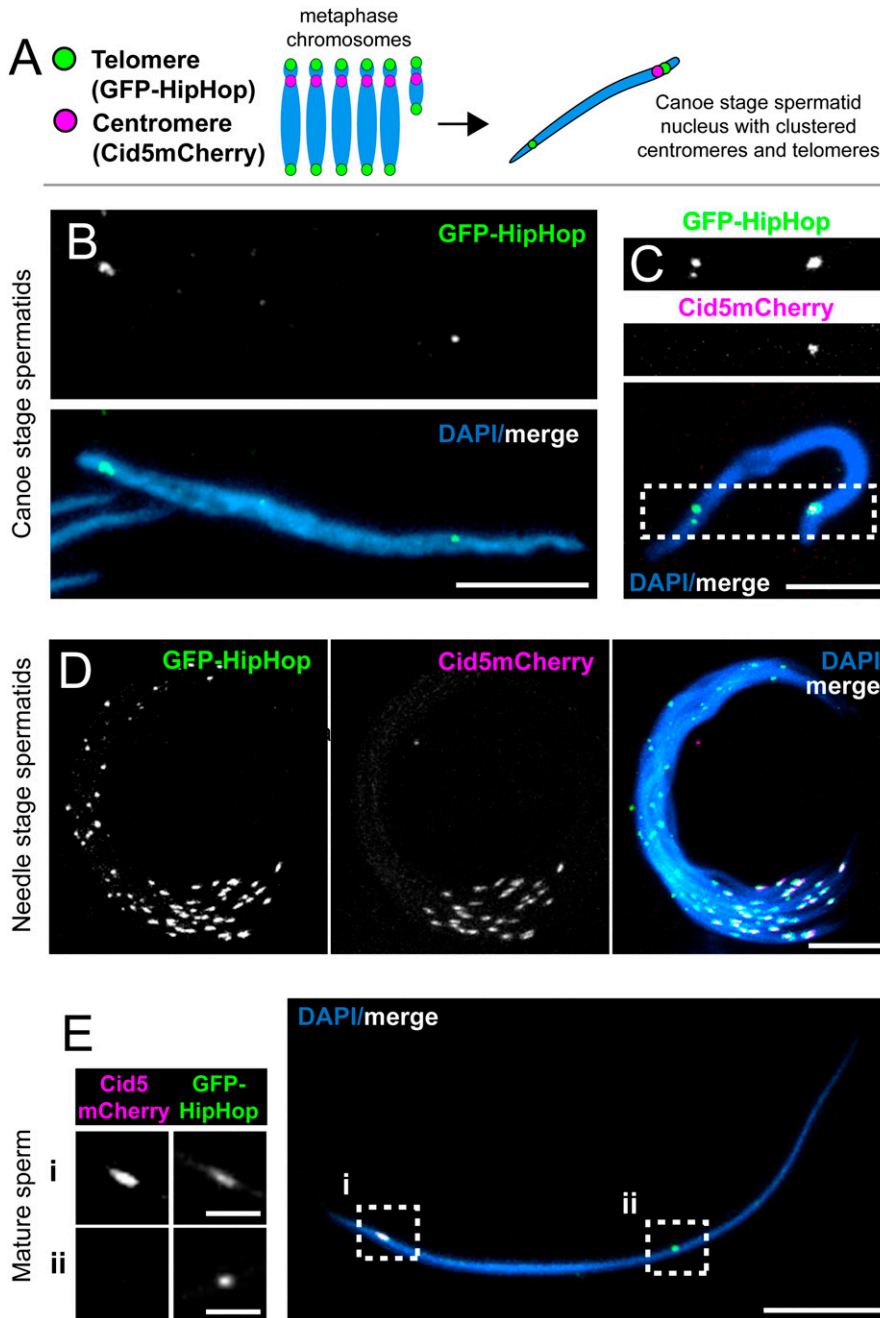 A
Telomere
(GFP-HipHop)
Centromere
(Cid5mCherry)
metaphase
chromosomes
Canoe stage spermatid
nucleus with clustered
centromeres and telomeres
Canoe stage spermatids
B
GFP-HipHop
DAPI/merge
GFP-HipHop
C
Cid5mCherry
DAPI/merge
Needle stage spermatids
D
GFP-HipHop
a
Cid5mCherry
DAPI
merge
Mature sperm
E
Cid5
mCherry
GFP-
HipHop
i
ii
DAPI/merge
i
ii